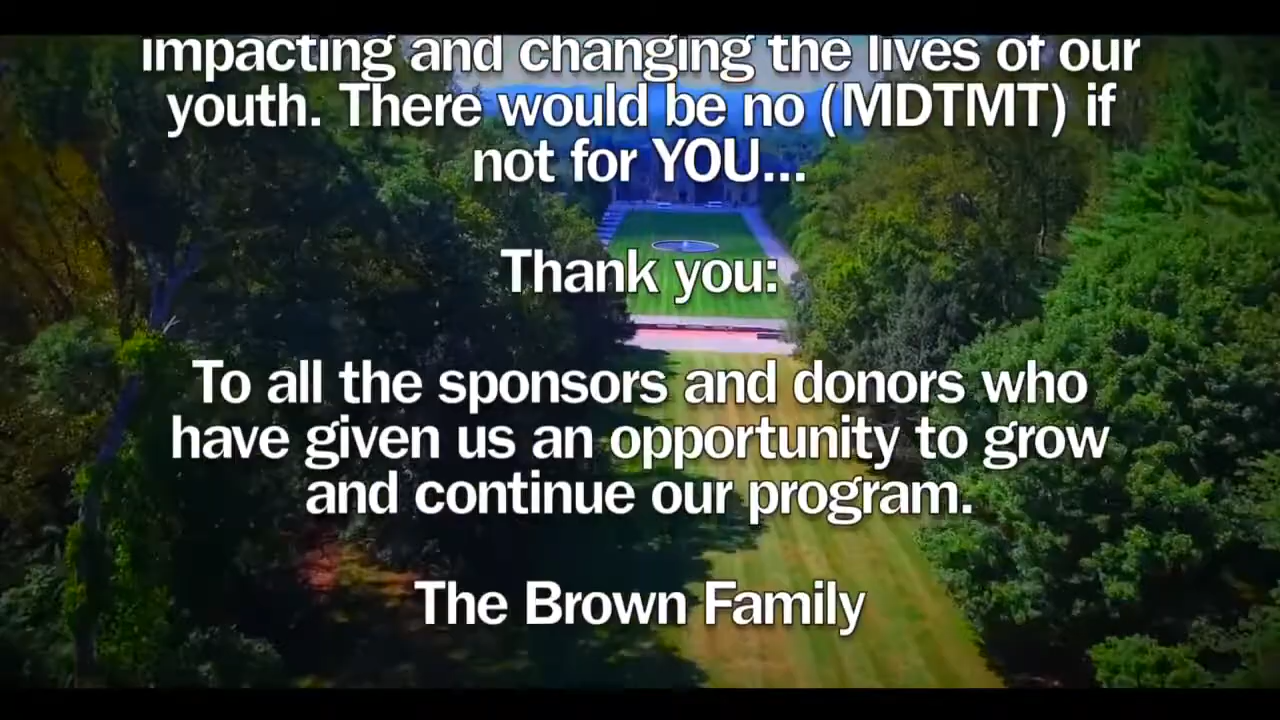 impacting and changing the lives of our
youth. There would be no (MDTMT) if
not for YOU...
Thank you:
To all the sponsors and donors who
have given us an opportunity to grow
and continue our program.
The Brown Family